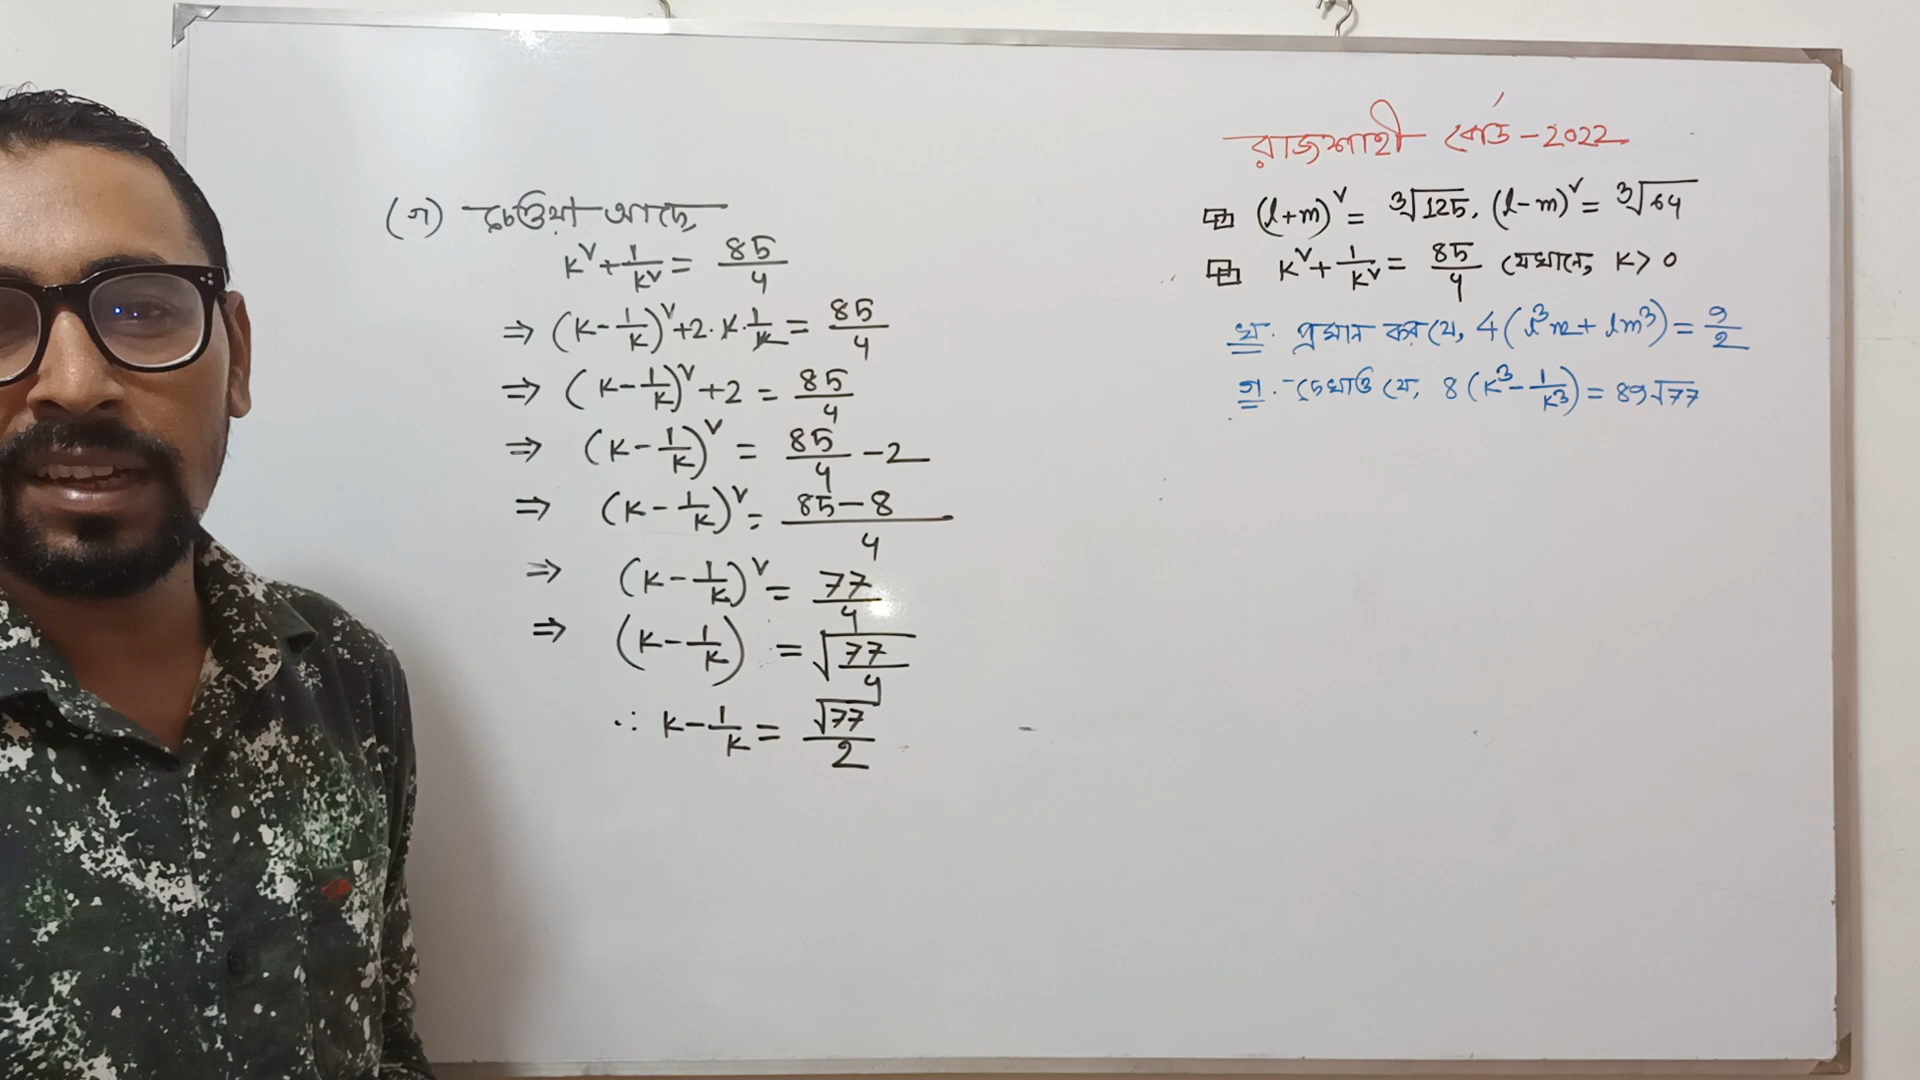 (গ) দেওয়া আছে,
K² + 1/K² = 85/4
⇒ (K - 1/K)² + 2·K·1/K = 85/4
⇒ (K - 1/K)² + 2 = 85/4
⇒ (K - 1/K)² = 85/4 - 2
⇒ (K - 1/K)² = (85 - 8)/4
⇒ (K - 1/K)² = 77/4
⇒ (K - 1/K) = √(77/4)
∴ K - 1/K = √77/2
রাজশাহী বোর্ড - 2022
(l+m)² = ∛125, (l-m)² = ∛64
K² + 1/K² = 85/4 যেখানে, K > 0
খ. প্রমান কর যে, 4(l³m + lm³) = 9/2
গ. দেখাও যে, 8(K³ - 1/K³) = 89√77